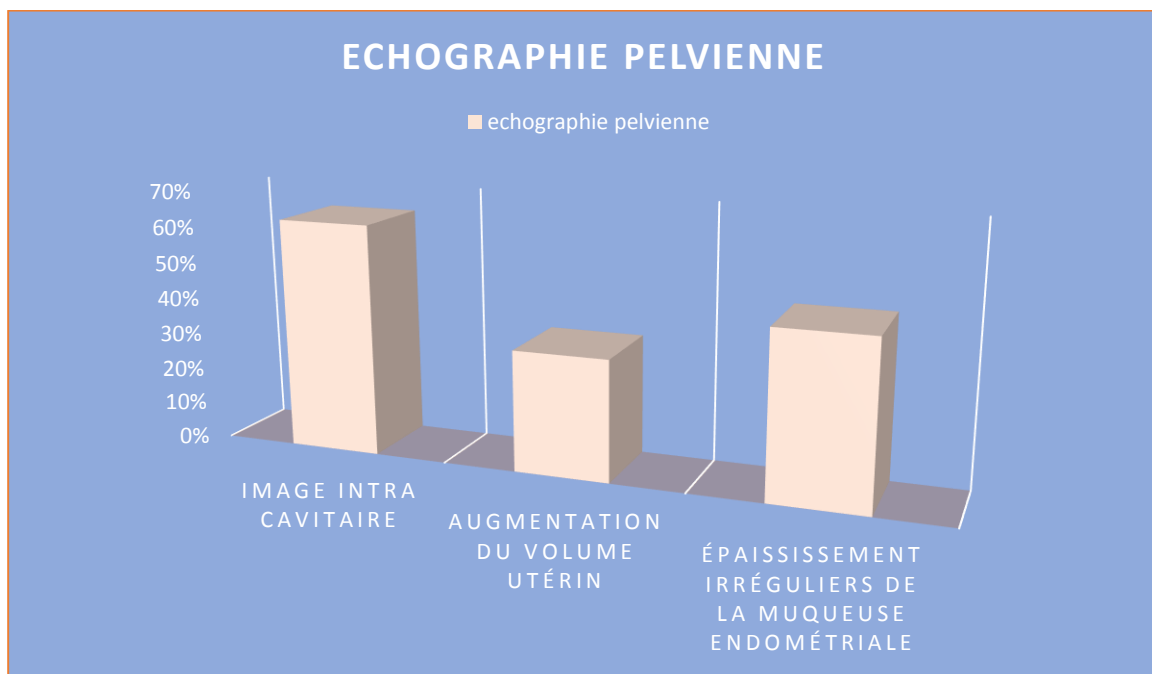 ECHOGRAPHIE PELVIENNE
echographie pelvienne
70%
60%
50%
40%
30%
20%
10%
0%
IMAGE INTRA
CAVITAIRE
AUGMENTATION
DU VOLUME
UTÉRIN
ÉPAISSISSEMENT
IRRÉGULIERS DE
LA MUQUEUSE
ENDOMÉTRIALE